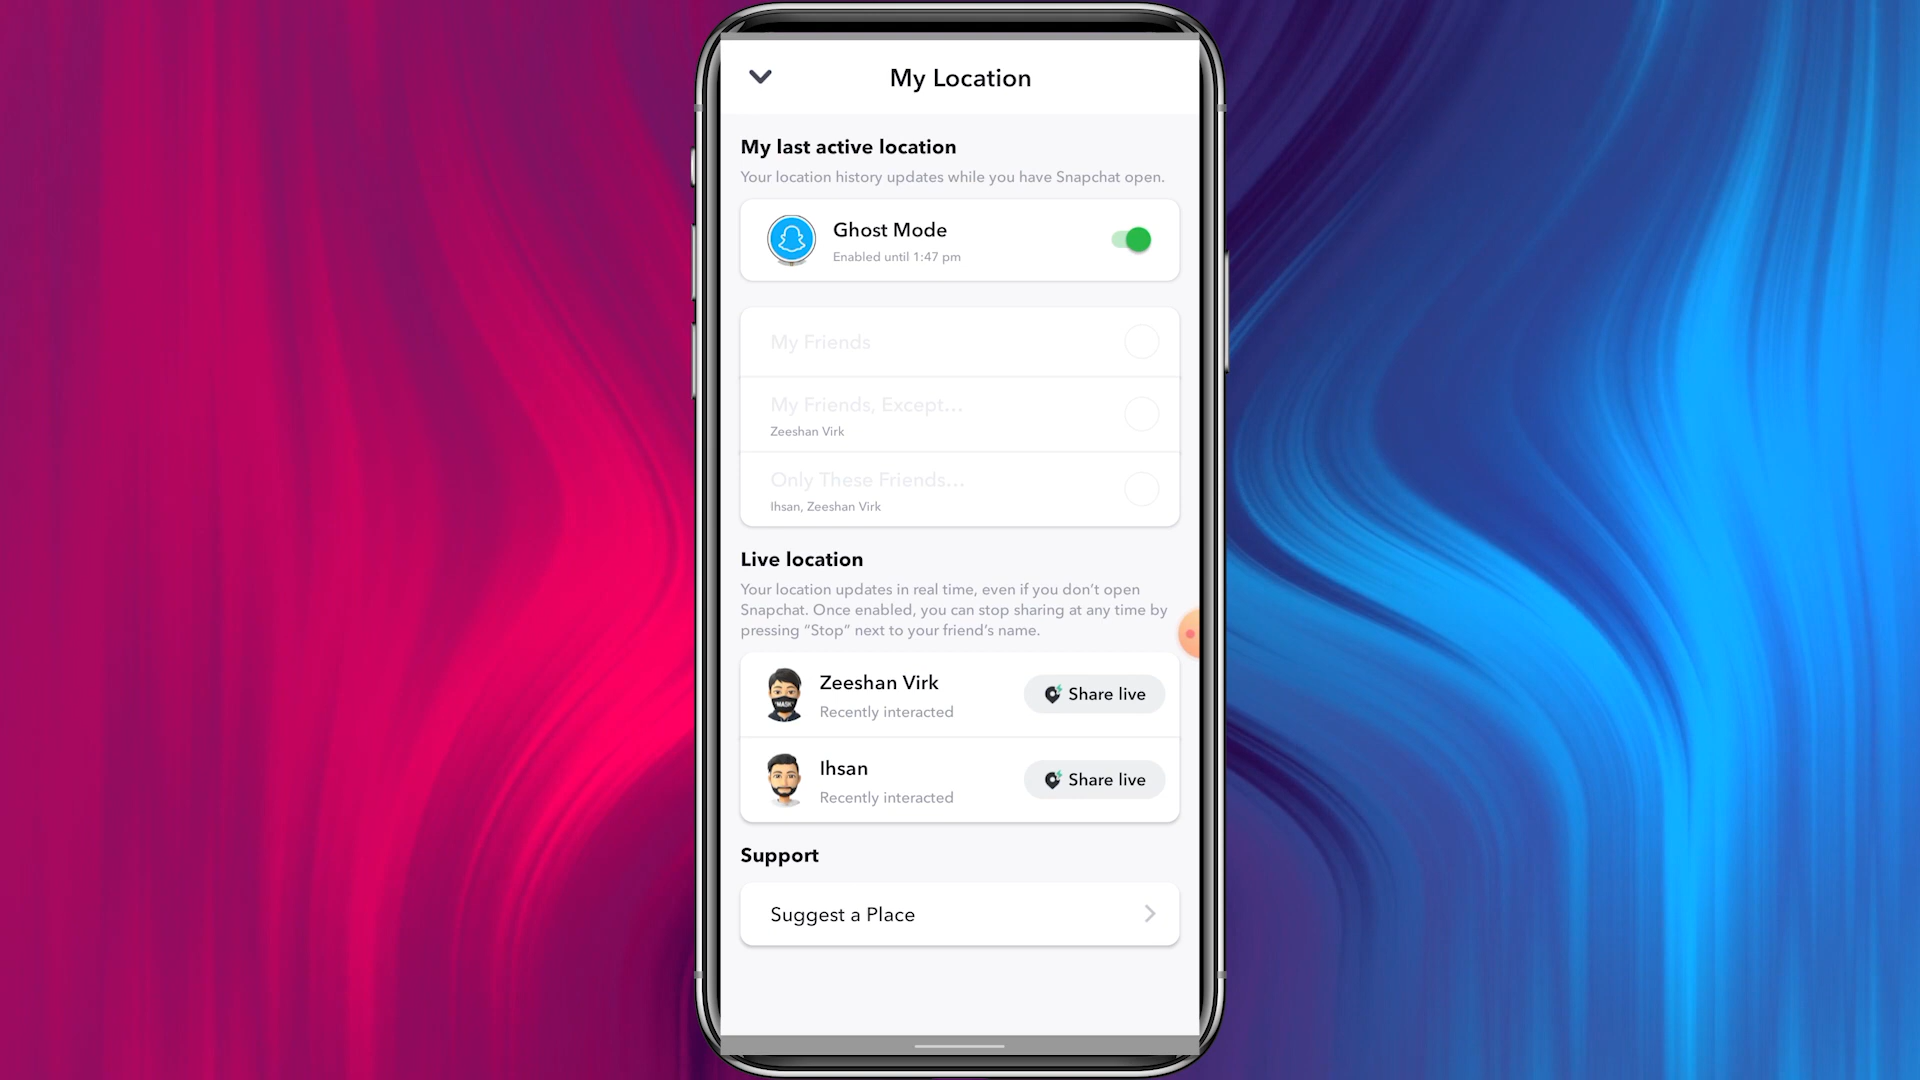 My Location
My last active location
Your location history updates while you have Snapchat open.
Ghost Mode
Enabled until 1:47 pm
My Friends
My Friends, Except...
Zeeshan Virk
Only These Friends...
Ihsan, Zeeshan Virk
Live location
Your location updates in real time, even if you don’t open
Snapchat. Once enabled, you can stop sharing at any time by
pressing “Stop” next to your friend’s name.
Zeeshan Virk
Recently interacted
Share live
MASK
Ihsan
Recently interacted
Share live
Support
Suggest a Place